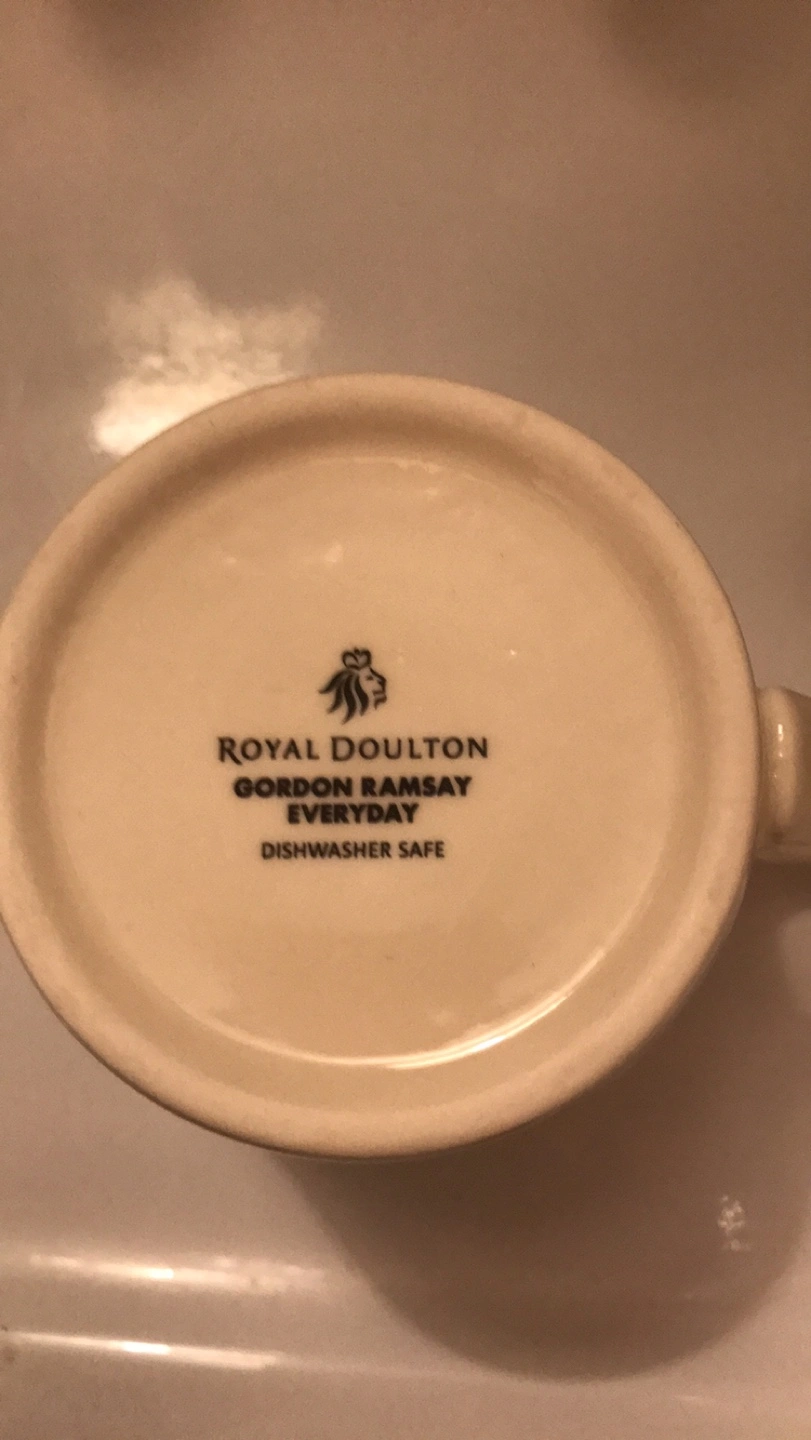 ROYAL DOULTON
GORDON RAMSAY
EVERYDAY
DISHWASHER SAFE